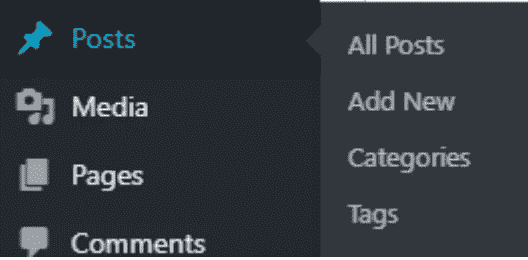 Posts
Media
Pages
Comments
All Posts
Add New
Categories
Tags